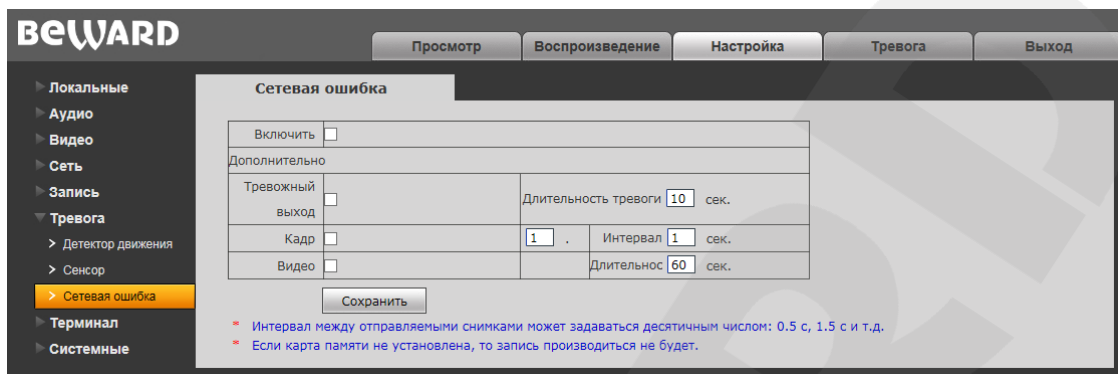 BEWARD
Просмотр Воспроизведение Настройка Тревога Выход
Локальные
Аудио
Видео
Сеть
Запись
Тревога
> Детектор движения
> Сенсор
> Сетевая ошибка
Терминал
Системные
Сетевая ошибка
Включить
Дополнительно
Тревожный выход Длительность тревоги 10 сек.
Кадр 1 . Интервал 1 сек.
Видео Длительнос 60 сек.
Сохранить
* Интервал между отправляемыми снимками может задаваться десятичным числом: 0.5 с, 1.5 с и т.д.
* Если карта памяти не установлена, то запись производиться не будет.